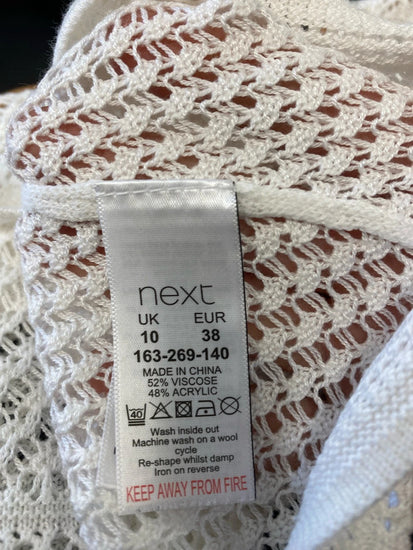 next
UK EUR
10 38
163-269-140
MADE IN CHINA
52% VISCOSE
48% ACRYLIC
40
Wash inside out
Machine wash on a wool
cycle
Re-shape whilst damp
Iron on reverse
KEEP AWAY FROM FIRE